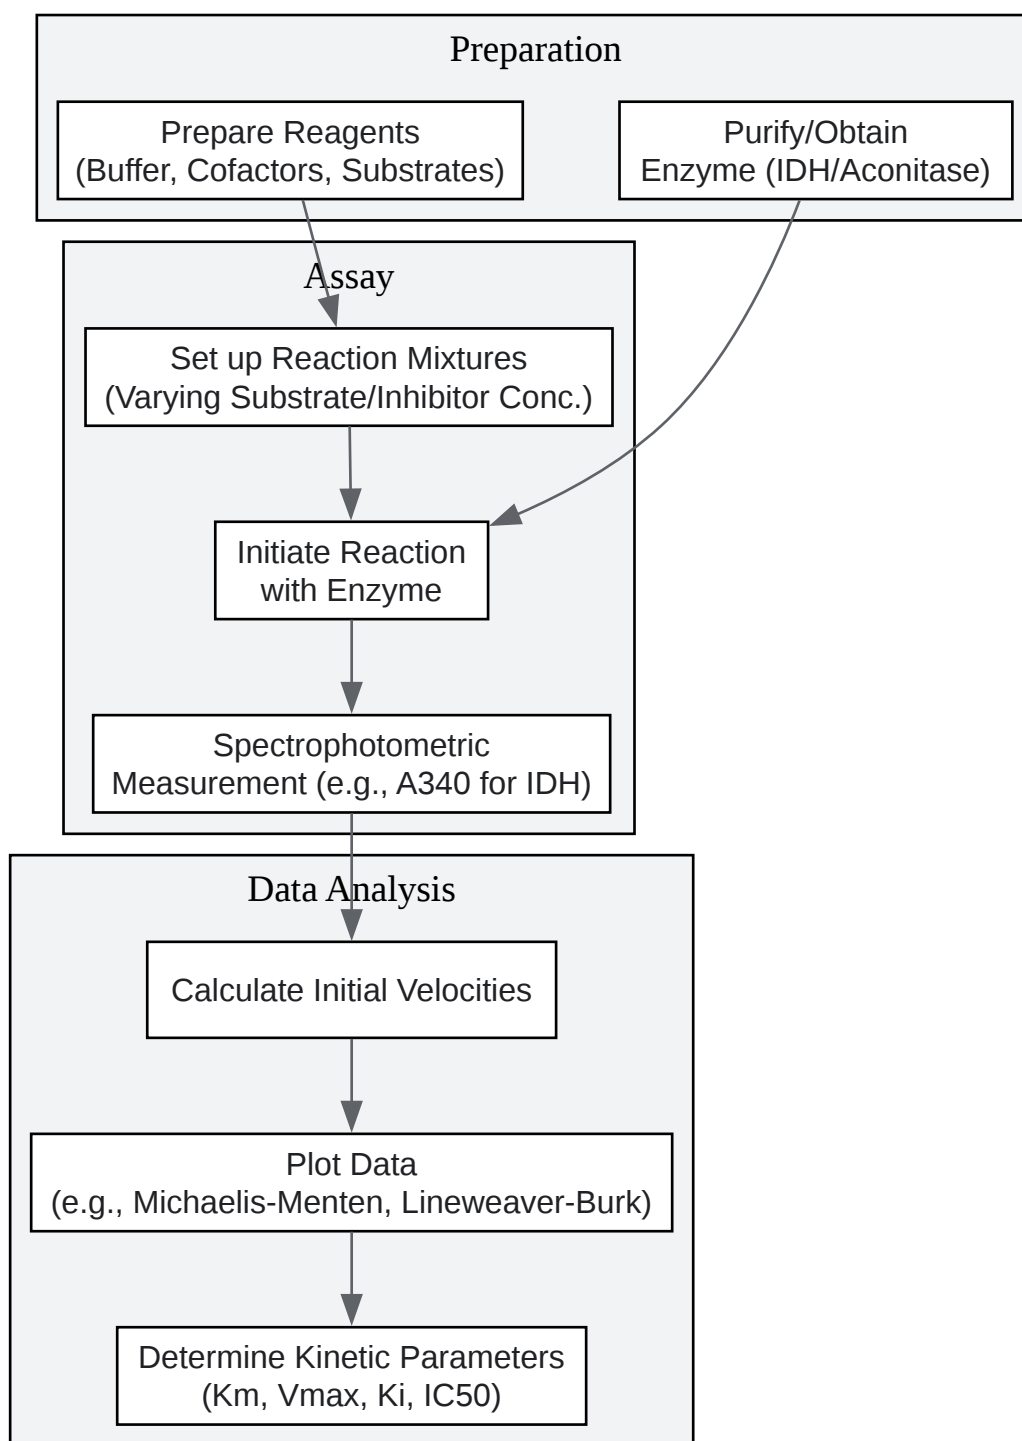 Preparation
Prepare Reagents
(Buffer, Cofactors, Substrates)
Purify/Obtain
Enzyme (IDH/Aconitase)
Assay
Set up Reaction Mixtures
(Varying Substrate/Inhibitor Conc.)
Initiate Reaction
with Enzyme
Spectrophotometric
Measurement (e.g., A340 for IDH)
Data Analysis
Calculate Initial Velocities
Plot Data
(e.g., Michaelis-Menten, Lineweaver-Burk)
Determine Kinetic Parameters
(Km, Vmax, Ki, IC50)